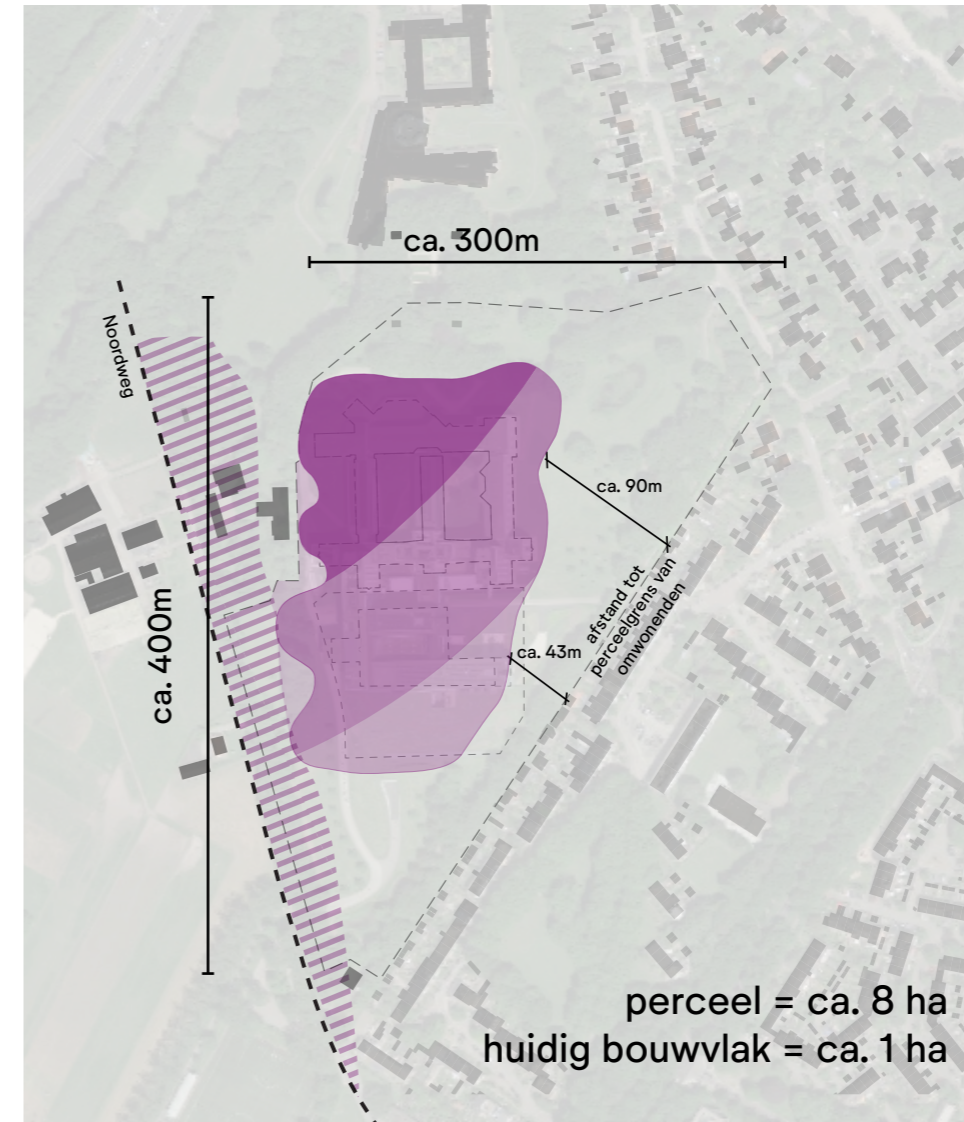 ca. 300m
Noordweg
ca. 90m
ca. 400m
afstand tot
perceelgrens van
omwonenden
ca. 43m
perceel = ca. 8 ha
huidig bouwvlak = ca. 1 ha